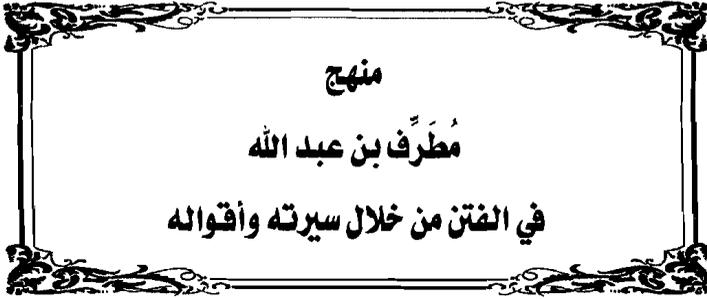 منهج
مُطَرِّف بن عبد الله
في الفتن من خلال سيرته وأقواله